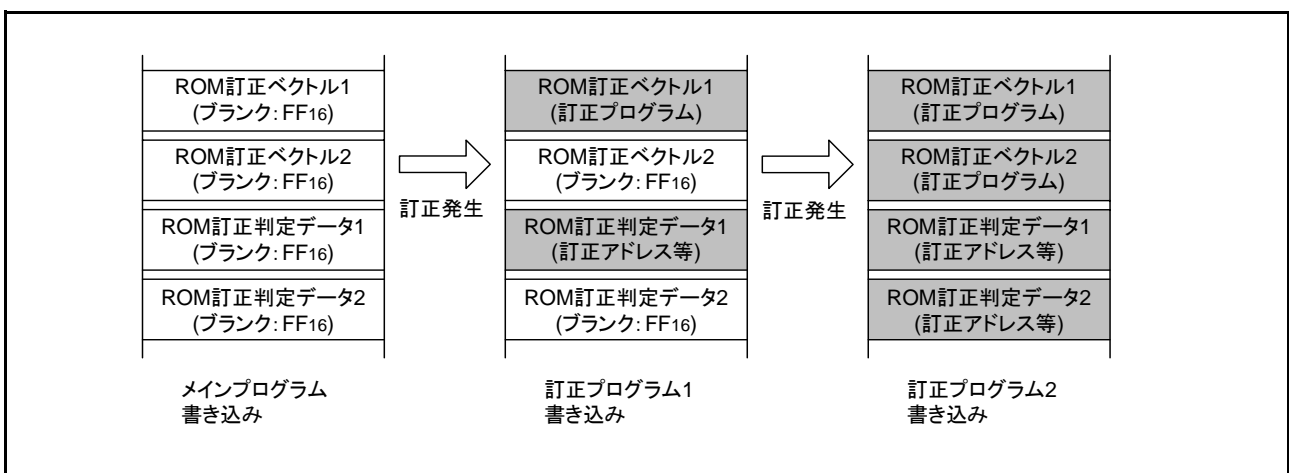 ROM訂正ベクトル1
(ブランク: FF16)
ROM訂正ベクトル2
(ブランク: FF16)
ROM訂正判定データ1
(ブランク: FF16)
ROM訂正判定データ2
(ブランク: FF16)
メインプログラム
書き込み
訂正発生
ROM訂正ベクトル1
(訂正プログラム)
ROM訂正ベクトル2
(ブランク: FF16)
ROM訂正判定データ1
(訂正アドレス等)
ROM訂正判定データ2
(ブランク: FF16)
訂正プログラム1
書き込み
訂正発生
ROM訂正ベクトル1
(訂正プログラム)
ROM訂正ベクトル2
(訂正プログラム)
ROM訂正判定データ1
(訂正アドレス等)
ROM訂正判定データ2
(訂正アドレス等)
訂正プログラム2
書き込み